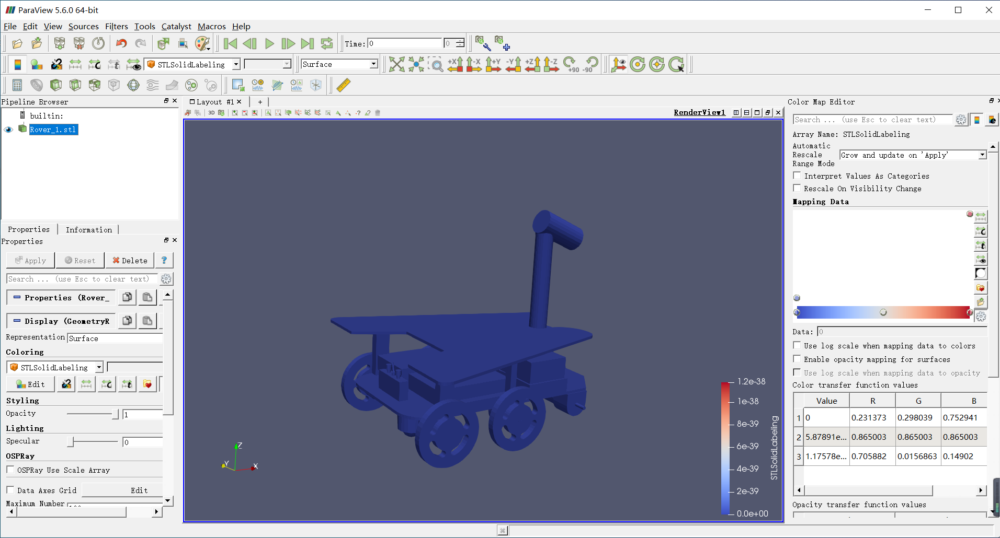 ParaView 5.6.0 64-bit
File Edit View Sources Filters Tools Catalyst Macros Help
Time: 0 0
STLSolidLabeling Surface +X -X +Y -Y +Z -Z +90 -90
Pipeline Browser
builtin:
Rover_1.stl
Properties Information
Properties
Apply Reset Delete ?
Search ... (use Esc to clear text)
Properties (Rover_
Display (GeometryR
Representation Surface
Coloring
STLSolidLabeling
Edit
Styling
Opacity 1
Lighting
Specular 0
OSPRay
OSPRay Use Scale Array
Data Axes Grid Edit
Maximum Number
Layout #1 +
3D RenderView1
Z
Y
X
1.2e-38
1e-38
8e-39
6e-39
4e-39
2e-39
0.0e+00
STLSolidLabeling
Color Map Editor
Search ... (use Esc to clear text)
Array Name: STLSolidLabeling
Automatic
Rescale
Range Mode
Grow and update on 'Apply'
Interpret Values As Categories
Rescale On Visibility Change
Mapping Data
Data: 0
Use log scale when mapping data to colors
Enable opacity mapping for surfaces
Use log scale when mapping data to opacity
Color transfer function values
Value R G B
1 0 0.231373 0.298039 0.752941
2 5.87891e... 0.865003 0.865003 0.865003
3 1.17578e... 0.705882 0.0156863 0.14902
Opacity transfer function values